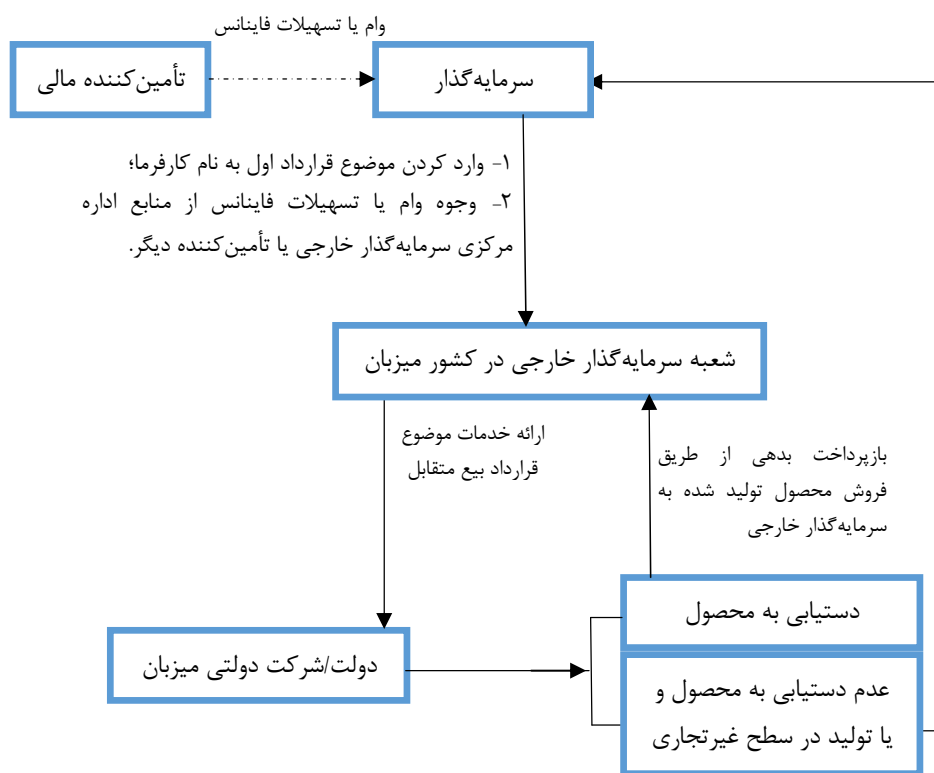 وام یا تسهیلات فاینانس
سرمایه‌گذار
تأمین‌کننده مالی
۱- وارد کردن موضوع قرارداد اول به نام کارفرما؛
۲- وجوه وام یا تسهیلات فاینانس از منابع اداره
مرکزی سرمایه‌گذار خارجی یا تأمین‌کننده دیگر.
شعبه سرمایه‌گذار خارجی در کشور میزبان
ارائه خدمات موضوع
قرارداد بیع متقابل
بازپرداخت بدهی از طریق
فروش محصول تولید شده به
سرمایه‌گذار خارجی
دستیابی به محصول
دولت/شرکت دولتی میزبان
عدم دستیابی به محصول و
یا تولید در سطح غیرتجاری